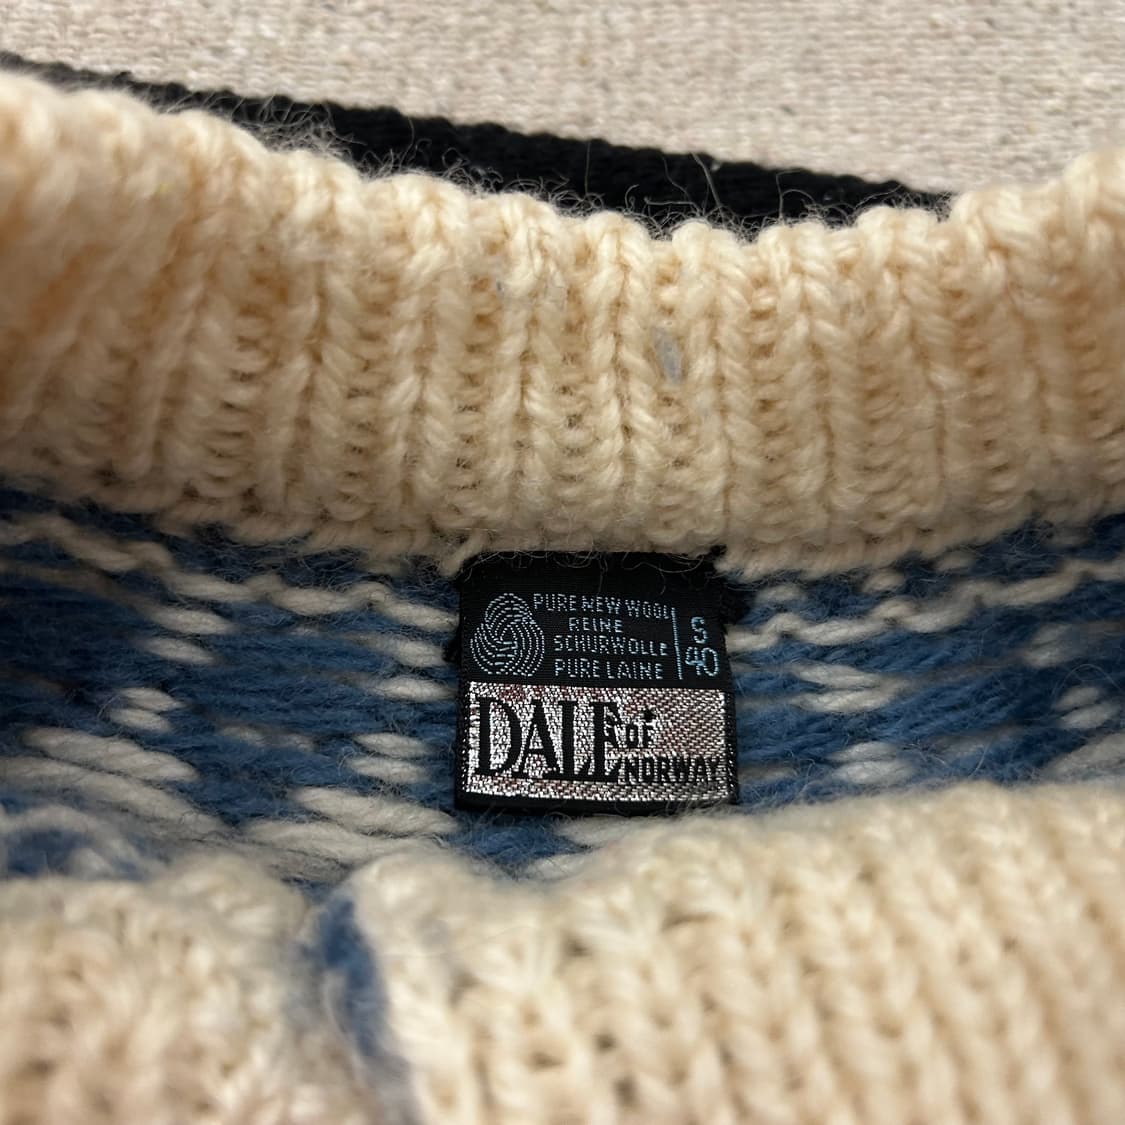 PURE NEW WOOL
REINE
SCHURWOLLE
PURE LAINE
S
40
DALE of
NORWAY